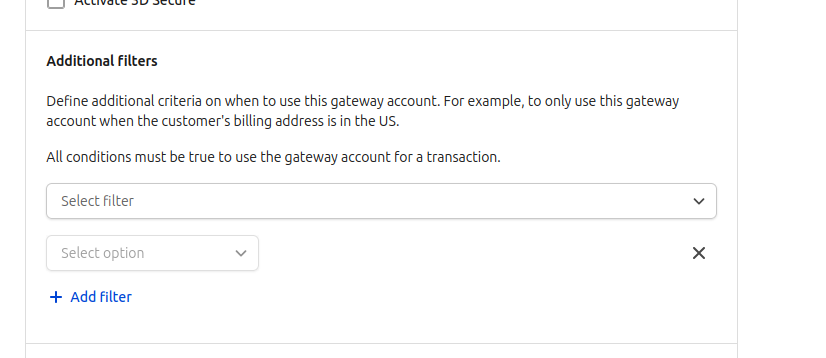 Activate 3D Secure
Additional filters
Define additional criteria on when to use this gateway account. For example, to only use this gateway
account when the customer's billing address is in the US.
All conditions must be true to use the gateway account for a transaction.
Select filter
Select option
Add filter